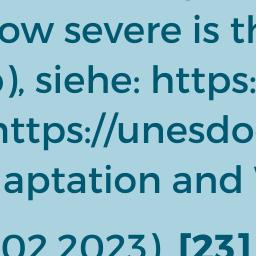 ow severe is th
), siehe: https:
https://unesdo
aptation and
02.2023). [23]